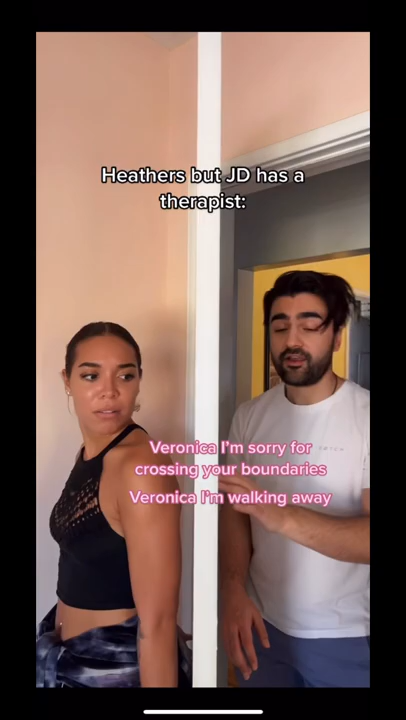 Heathers but JD has a
therapist:
Veronica I'm sorry for
crossing your boundaries
Veronica I'm walking away